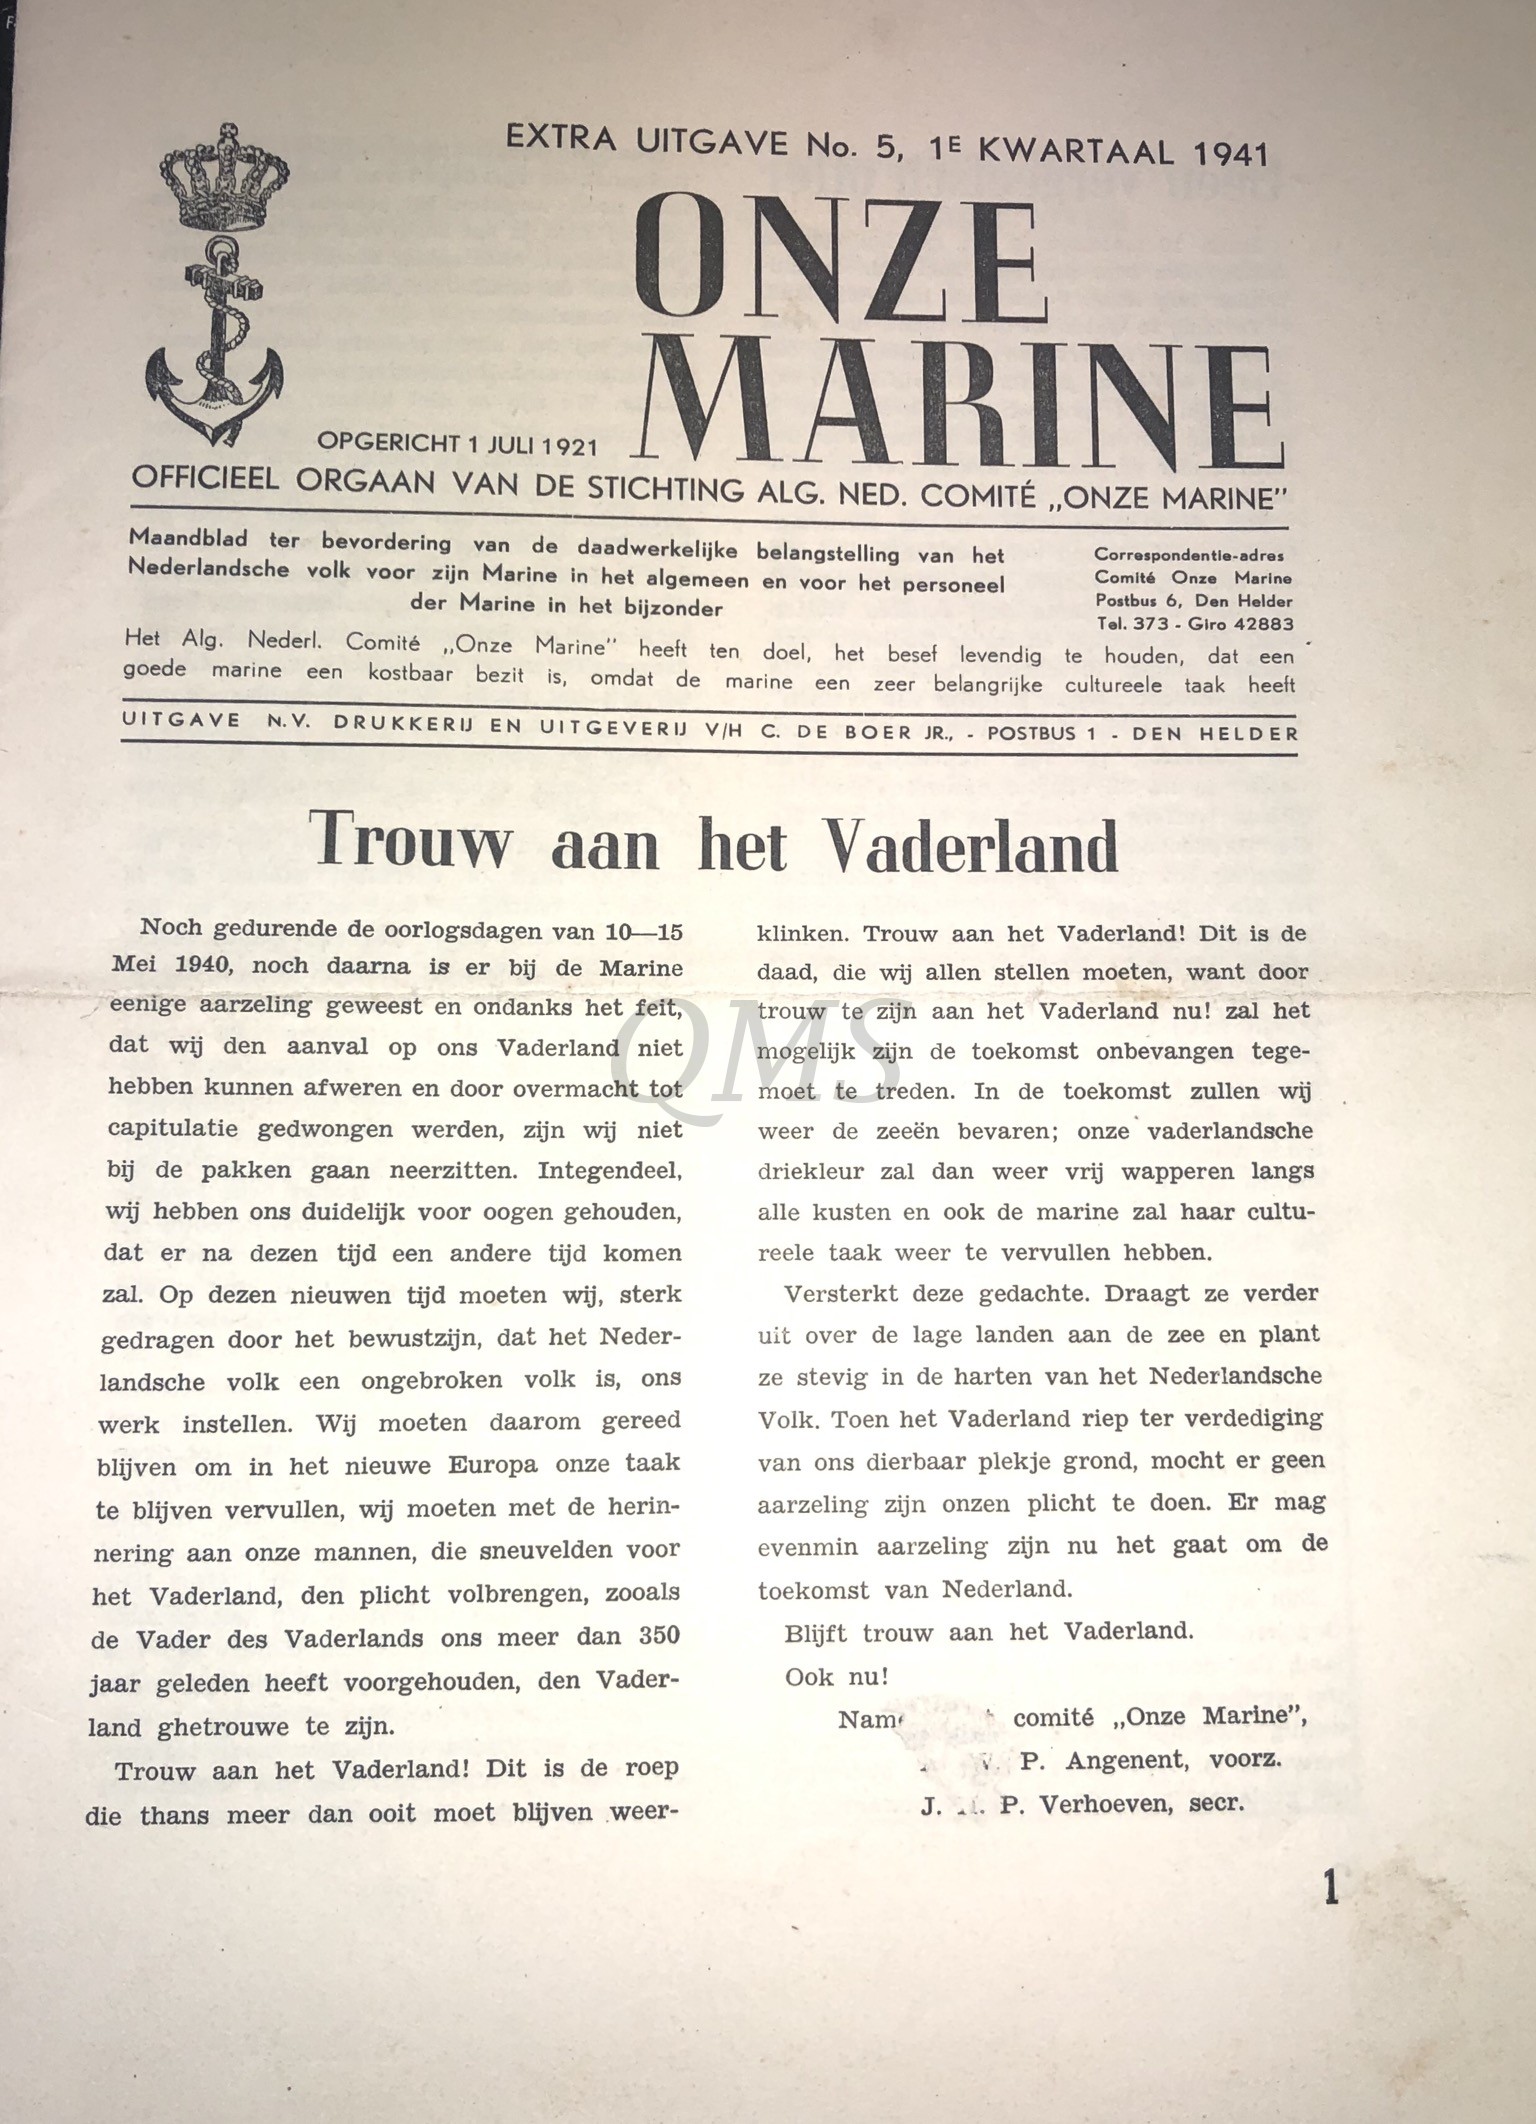 EXTRA UITGAVE No. 5, 1E KWARTAAL 1941
ONZE
MARINE
OPGERICHT 1 JULI 1921
OFFICIEEL ORGAAN VAN DE STICHTING ALG. NED. COMITÉ „ONZE MARINE”
Maandblad ter bevordering van de daadwerkelijke belangstelling van het
Nederlandsche volk voor zijn Marine in het algemeen en voor het personeel
der Marine in het bijzonder
Correspondentie-adres
Comité Onze Marine
Postbus 6, Den Helder
Tel. 373 - Giro 42883
Het Alg. Nederl. Comité „Onze Marine” heeft ten doel, het besef levendig te houden, dat een
goede marine een kostbaar bezit is, omdat de marine een zeer belangrijke cultureele taak heeft
UITGAVE N.V. DRUKKERIJ EN UITGEVERIJ V/H C. DE BOER JR., - POSTBUS 1 - DEN HELDER
Trouw aan het Vaderland
Noch gedurende de oorlogsdagen van 10—15
Mei 1940, noch daarna is er bij de Marine
eenige aarzeling geweest en ondanks het feit,
dat wij den aanval op ons Vaderland niet
hebben kunnen afweren en door overmacht tot
capitulatie gedwongen werden, zijn wij niet
bij de pakken gaan neerzitten. Integendeel,
wij hebben ons duidelijk voor oogen gehouden,
dat er na dezen tijd een andere tijd komen
zal. Op dezen nieuwen tijd moeten wij, sterk
gedragen door het bewustzijn, dat het Neder-
landsche volk een ongebroken volk is, ons
werk instellen. Wij moeten daarom gereed
blijven om in het nieuwe Europa onze taak
te blijven vervullen, wij moeten met de herin-
nering aan onze mannen, die sneuvelden voor
het Vaderland, den plicht volbrengen, zooals
de Vader des Vaderlands ons meer dan 350
jaar geleden heeft voorgehouden, den Vader-
land ghetrouwe te zijn.
Trouw aan het Vaderland! Dit is de roep
die thans meer dan ooit moet blijven weer-
klinken. Trouw aan het Vaderland! Dit is de
daad, die wij allen stellen moeten, want door
trouw te zijn aan het Vaderland nu! zal het
mogelijk zijn de toekomst onbevangen tege-
moet te treden. In de toekomst zullen wij
weer de zeeën bevaren; onze vaderlandsche
driekleur zal dan weer vrij wapperen langs
alle kusten en ook de marine zal haar cultu-
reele taak weer te vervullen hebben.
Versterkt deze gedachte. Draagt ze verder
uit over de lage landen aan de zee en plant
ze stevig in de harten van het Nederlandsche
Volk. Toen het Vaderland riep ter verdediging
van ons dierbaar plekje grond, mocht er geen
aarzeling zijn onzen plicht te doen. Er mag
evenmin aarzeling zijn nu het gaat om de
toekomst van Nederland.
Blijft trouw aan het Vaderland.
Ook nu!
comité „Onze Marine”,
P. Angenent, voorz.
J. P. Verhoeven, secr.
1
QMS